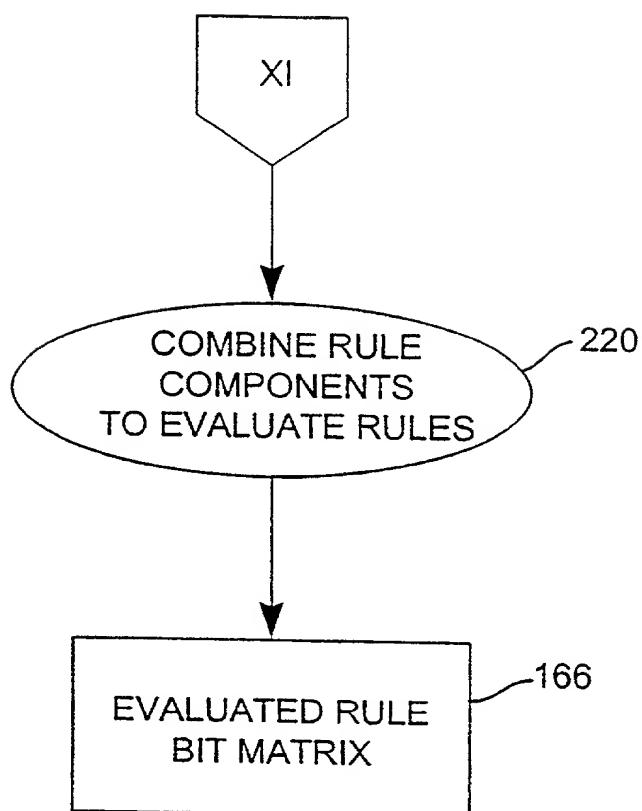 XI
COMBINE RULE
COMPONENTS
TO EVALUATE RULES
220
EVALUATED RULE
BIT MATRIX
166